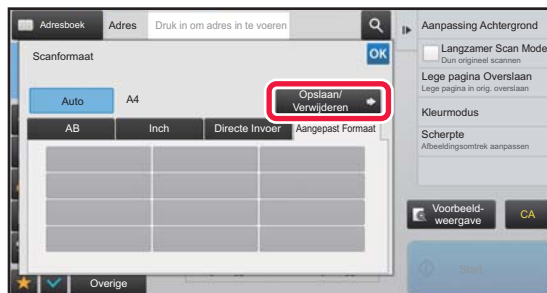 Adresboek
Adres
Druk in om adres in te voeren
Scanformaat
OK
Auto
A4
Opslaan/
Verwijderen
AB
Inch
Directe Invoer
Aangepast Formaat
Overige
Aanpassing Achtergrond
Langzamer Scan Mode
Dun origineel scannen
Lege pagina Overslaan
Lege pagina in orig. overslaan
Kleurmodus
Scherpte
Afbeeldingsomtrek aanpassen
Voorbeeld-
weergave
CA
Start